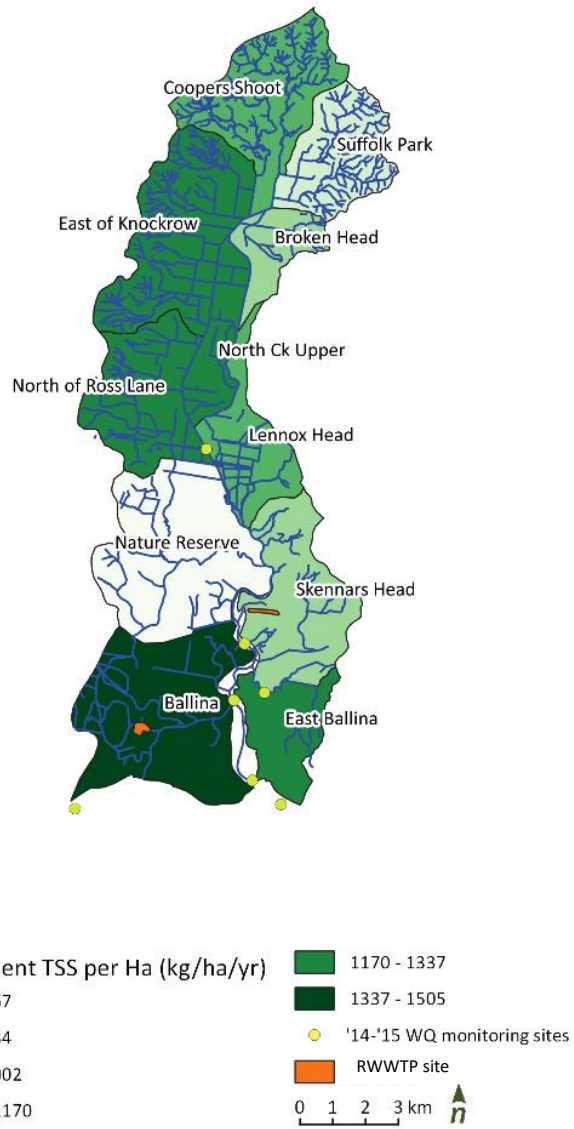 Coopers Shoot
Suffolk Park
East of Knockrow
Broken Head
North Ck Upper
North of Ross Lane
Lennox Head
Nature Reserve
Skennars Head
Ballina
East Ballina
TSS per Ha (kg/ha/yr)
1170 - 1337
1337 - 1505
'14-'15 WQ monitoring sites
1170
RWWTP site
0 1 2 3 km
n